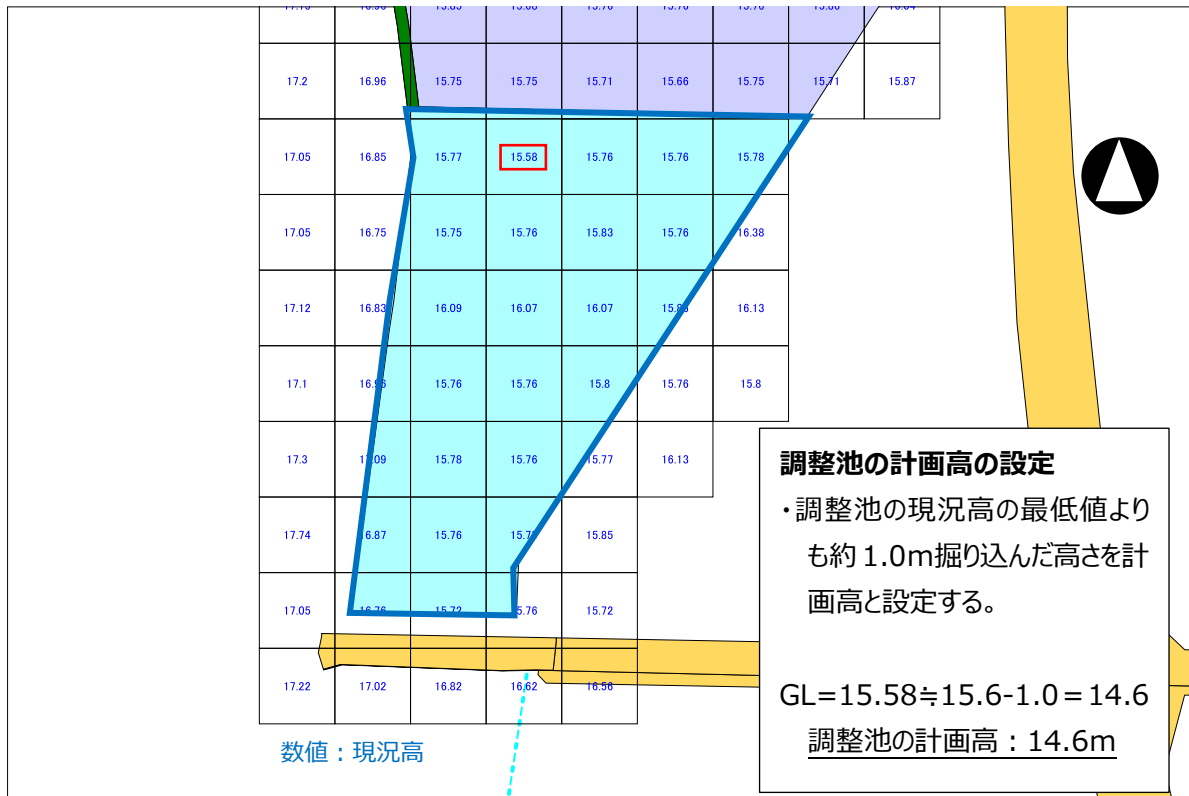 17.2 16.96 15.75 15.75 15.71 15.66 15.75 15.71 15.87
17.05 16.85 15.77 15.58 15.76 15.76 15.78
17.05 16.75 15.75 15.76 15.83 15.76 16.38
17.12 16.83 16.09 16.07 16.07 16.13
17.1 15.76 15.76 15.8 15.76 15.8
17.3 15.78 15.76 15.77 16.13
17.74 16.87 15.76 15.85
17.05 16.76 15.72 15.76 15.72
17.22 17.02 16.82 16.62 16.56
数値：現況高
調整池の計画高の設定
・調整池の現況高の最低値より
も約 1.0m掘り込んだ高さを計
画高と設定する。
GL=15.58≒15.6-1.0＝14.6
調整池の計画高：14.6m